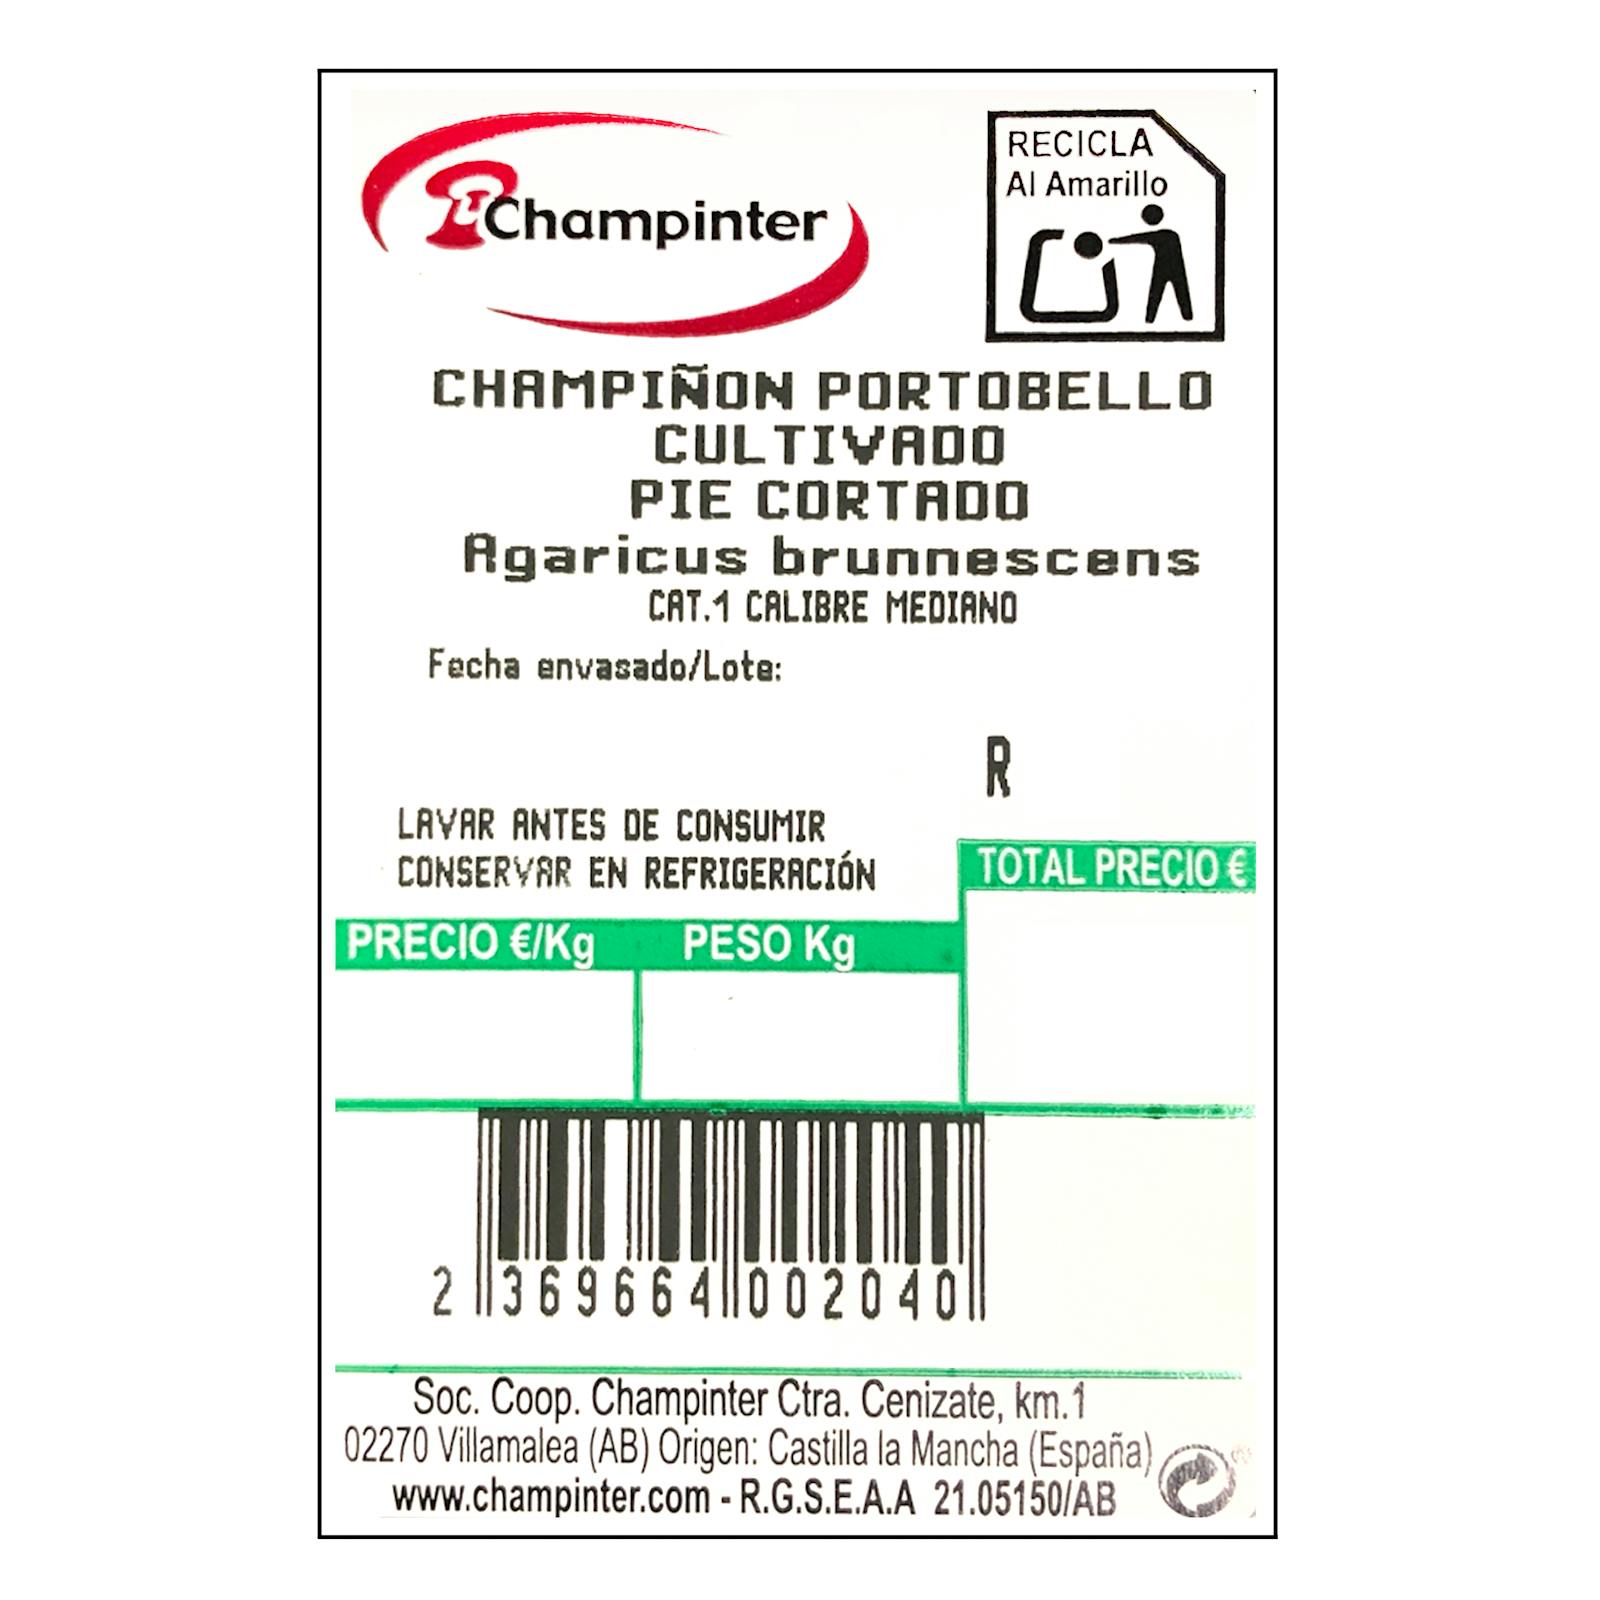 Champinter
RECICLA
Al Amarillo
CHAMPIÑON PORTOBELLO
CULTIVADO
PIE CORTADO
Agaricus brunnescens
CAT.1 CALIBRE MEDIANO
Fecha envasado/Lote:
R
LAVAR ANTES DE CONSUMIR
CONSERVAR EN REFRIGERACIÓN
TOTAL PRECIO €
PRECIO €/Kg PESO Kg
2 369664 002040
Soc. Coop. Champinter Ctra. Cenizate, km.1
02270 Villamalea (AB) Origen: Castilla la Mancha (España)
www.champinter.com - R.G.S.E.A.A 21.05150/AB